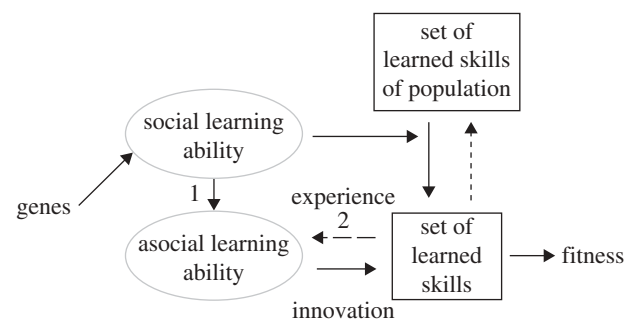 set of
learned skills
of population
social learning
ability
1
genes
experience
2
asocial learning
ability
set of
learned
skills
fitness
innovation